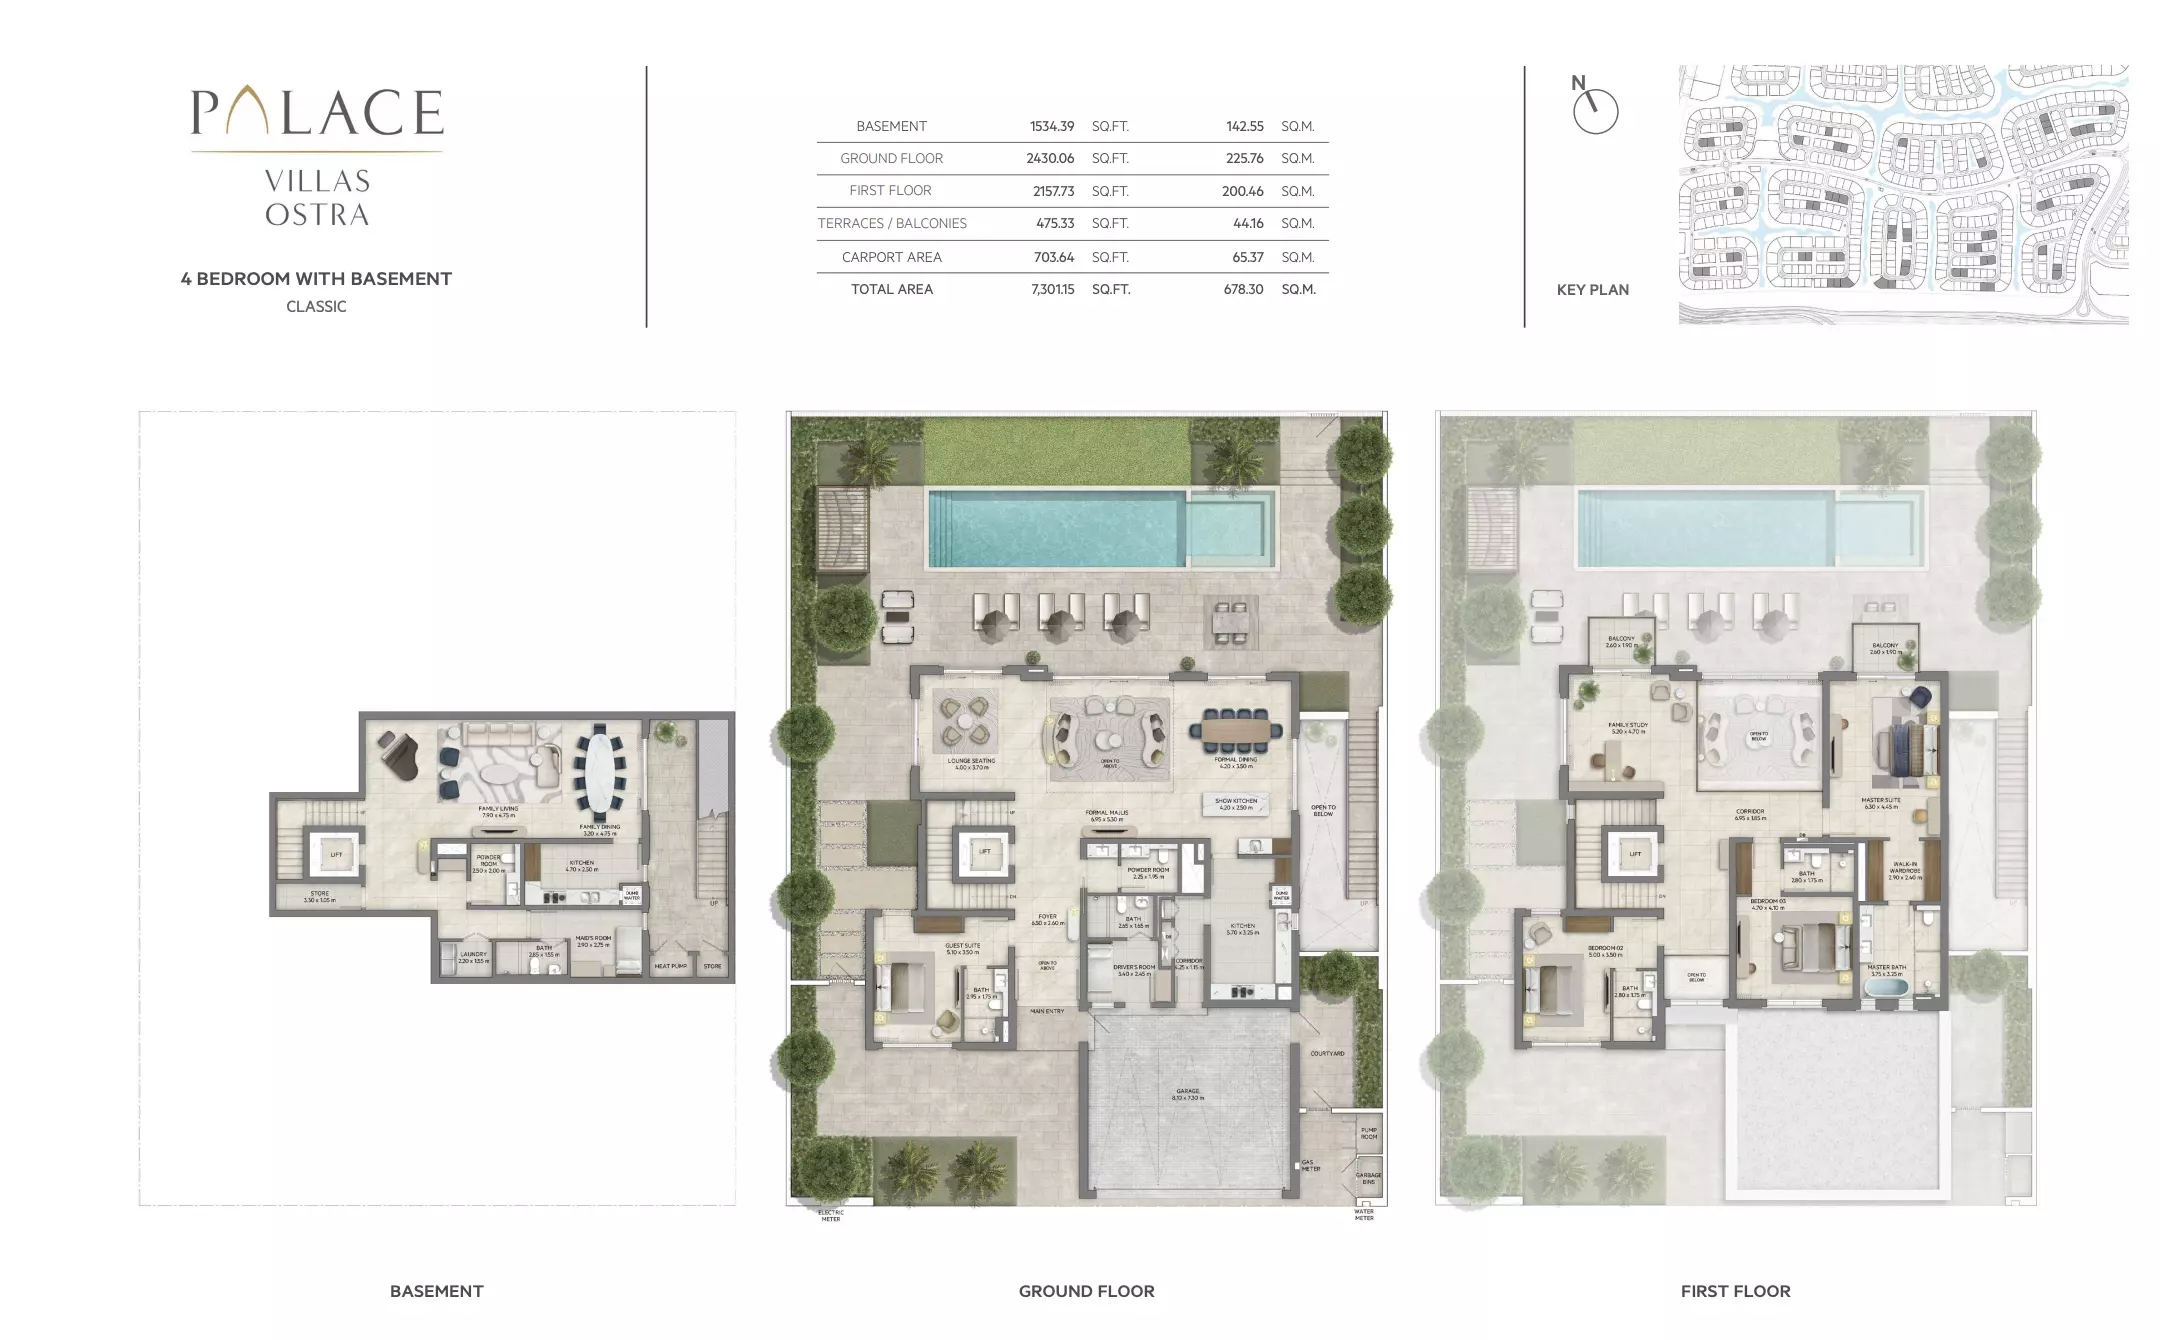 PALACE
VILLAS
OSTRA
4 BEDROOM WITH BASEMENT
CLASSIC
BASEMENT 1534.39 SQ.FT. 142.55 SQ.M.
GROUND FLOOR 2430.06 SQ.FT. 225.76 SQ.M.
FIRST FLOOR 2157.73 SQ.FT. 200.46 SQ.M.
TERRACES / BALCONIES 475.33 SQ.FT. 44.16 SQ.M.
CARPORT AREA 703.64 SQ.FT. 65.37 SQ.M.
TOTAL AREA 7,301.15 SQ.FT. 678.30 SQ.M.
N
KEY PLAN
FAMILY LIVING
7.90 x 4.75 m
FAMILY DINING
3.20 x 4.75 m
LIFT
UP
POWDER
ROOM
2.50 x 2.00 m
KITCHEN
4.70 x 2.50 m
DUMB
WAITER
STORE
3.30 x 1.05 m
UP
MAID'S ROOM
2.90 x 2.75 m
LAUNDRY
2.20 x 1.55 m
BATH
2.65 x 1.55 m
HEAT PUMP
STORE
BASEMENT
LOUNGE SEATING
4.00 x 3.70 m
OPEN TO
ABOVE
FORMAL DINING
4.20 x 3.50 m
SHOW KITCHEN
4.20 x 2.50 m
OPEN TO
BELOW
FORMAL MAJLIS
6.95 x 5.30 m
UP
LIFT
DN
POWDER ROOM
2.25 x 1.95 m
DUMB
WAITER
UP
FOYER
6.50 x 2.60 m
BATH
2.65 x 1.65 m
DB
KITCHEN
5.70 x 3.25 m
GUEST SUITE
5.10 x 3.50 m
OPEN TO
ABOVE
DRIVER'S ROOM
3.40 x 2.45 m
CORRIDOR
4.25 x 1.15 m
BATH
2.95 x 1.75 m
MAIN ENTRY
COURTYARD
GARAGE
8.10 x 7.30 m
PUMP
ROOM
GAS
METER
GARBAGE
BINS
ELECTRIC
METER
WATER
METER
GROUND FLOOR
BALCONY
2.60 x 1.90 m
BALCONY
2.60 x 1.90 m
FAMILY STUDY
5.20 x 4.70 m
OPEN TO
BELOW
MASTER SUITE
6.30 x 4.45 m
CORRIDOR
6.95 x 1.85 m
DB
LIFT
DN
BATH
2.80 x 1.75 m
WALK-IN
WARDROBE
2.90 x 2.40 m
BEDROOM 03
4.70 x 4.10 m
BEDROOM 02
5.00 x 3.50 m
OPEN TO
BELOW
MASTER BATH
3.75 x 3.25 m
BATH
2.80 x 1.75 m
FIRST FLOOR